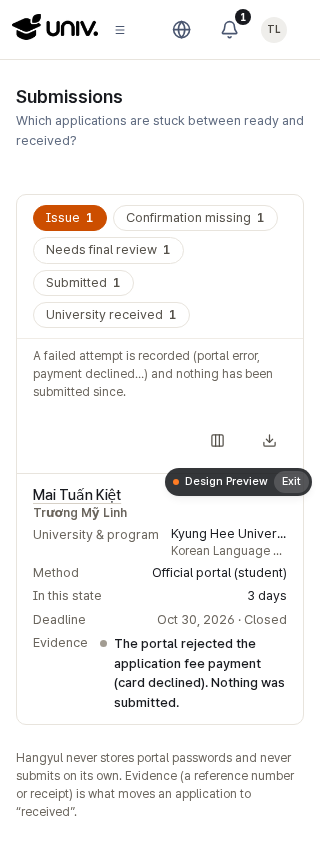 UNIV.
1
TL
Submissions
Which applications are stuck between ready and
received?
Issue 1
Confirmation missing 1
Needs final review 1
Submitted 1
University received 1
A failed attempt is recorded (portal error,
payment declined…) and nothing has been
submitted since.
Design Preview Exit
Mai Tuấn Kiệt
Trương Mỹ Linh
University & program Kyung Hee Univer…
Korean Language …
Method Official portal (student)
In this state 3 days
Deadline Oct 30, 2026 · Closed
Evidence The portal rejected the
application fee payment
(card declined). Nothing was
submitted.
Hangyul never stores portal passwords and never
submits on its own. Evidence (a reference number
or receipt) is what moves an application to
“received”.